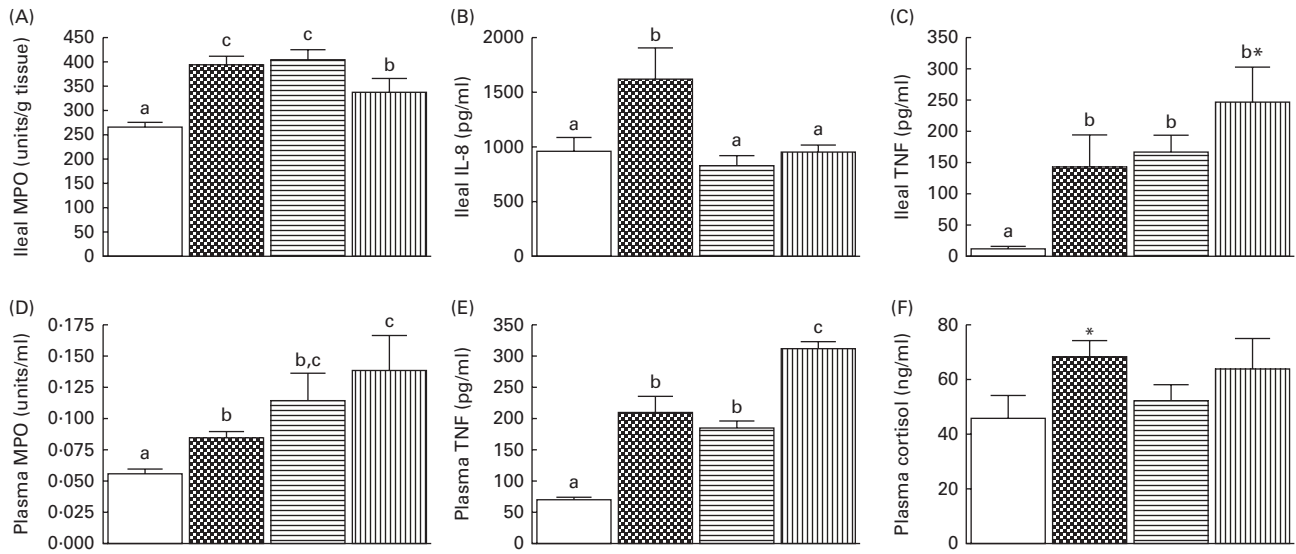 (A)
Ileal MPO (units/g tissue)
450
400
350
300
250
200
150
100
50
0
a
c
c
b
(B)
Ileal IL-8 (pg/ml)
2000
1500
1000
500
0
a
b
a
a
(C)
Ileal TNF (pg/ml)
350
300
250
200
150
100
50
0
a
b
b
b*
(D)
Plasma MPO (units/ml)
0·175
0·150
0·125
0·100
0·075
0·050
0·025
0·000
a
b
b,c
c
(E)
Plasma TNF (pg/ml)
350
300
250
200
150
100
50
0
a
b
b
c
(F)
Plasma cortisol (ng/ml)
80
60
40
60
0
*